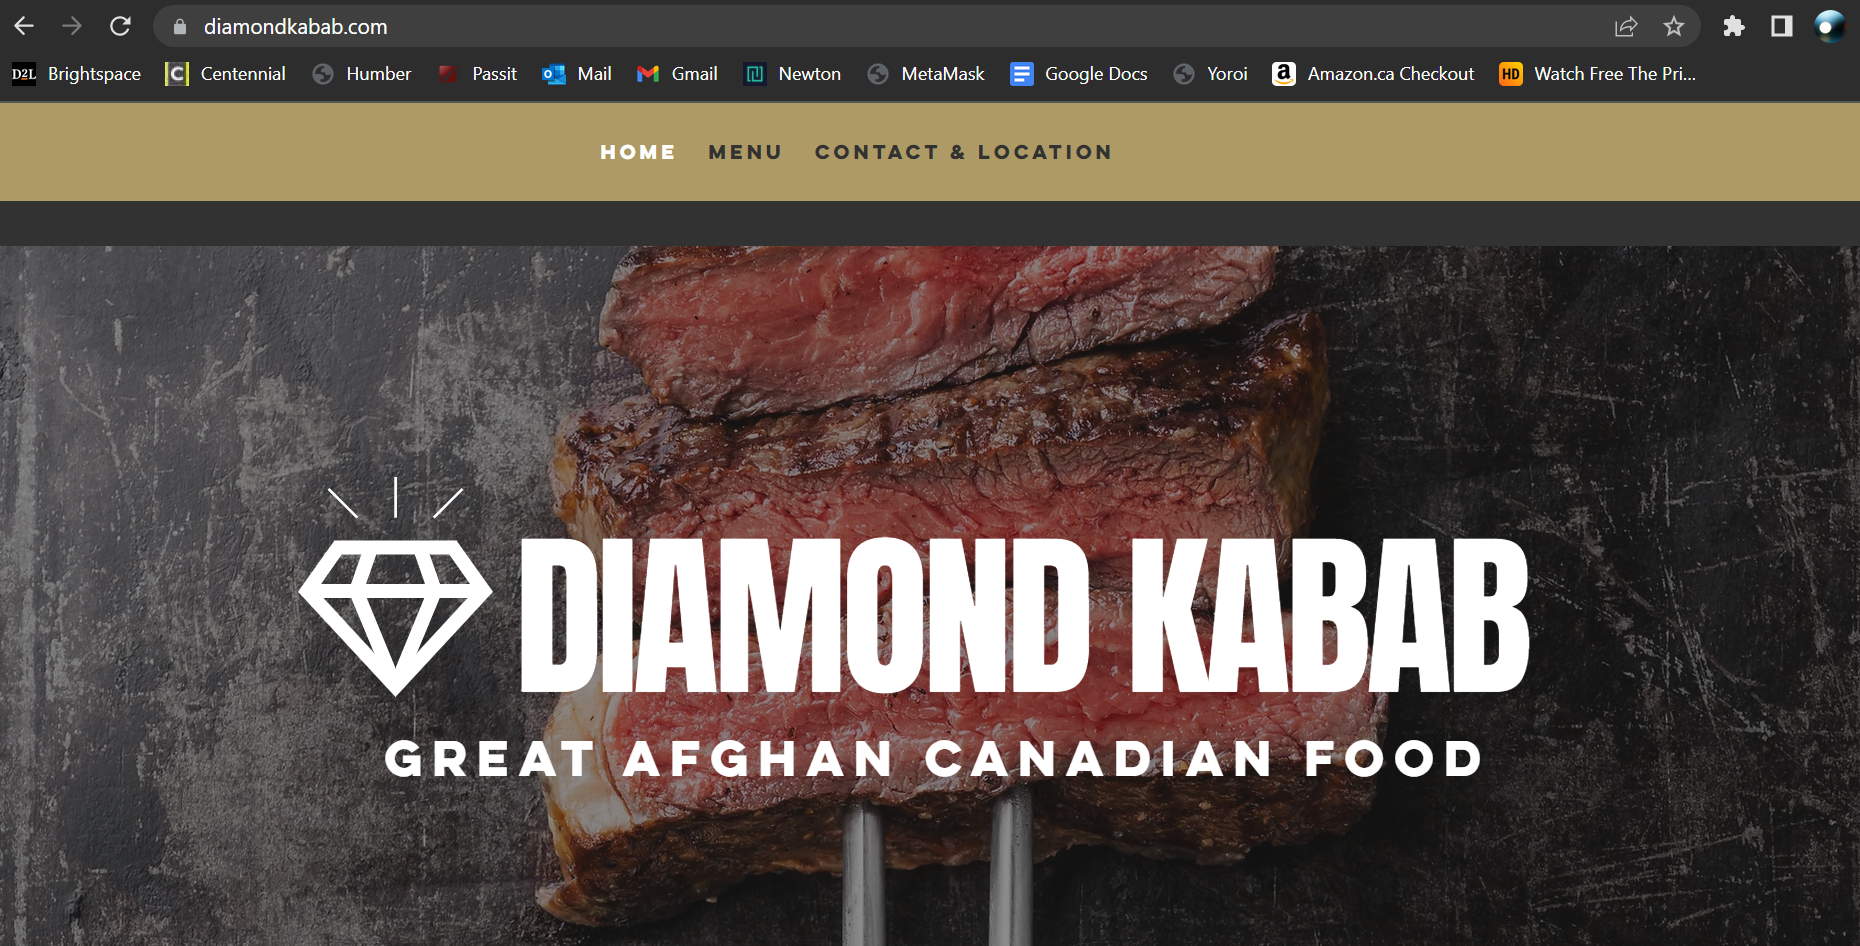 diamondkabab.com
D2L Brightspace C Centennial Humber Passit Mail Gmail Newton MetaMask Google Docs Yoroi a Amazon.ca Checkout HD Watch Free The Pri...
HOME MENU CONTACT & LOCATION
DIAMOND KABAB
GREAT AFGHAN CANADIAN FOOD